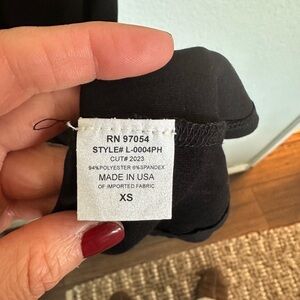 RN 97054
STYLE# L-0004PH
CUT# 2023
94%POLYESTER 6%SPANDEX
MADE IN USA
OF IMPORTED FABRIC
XS